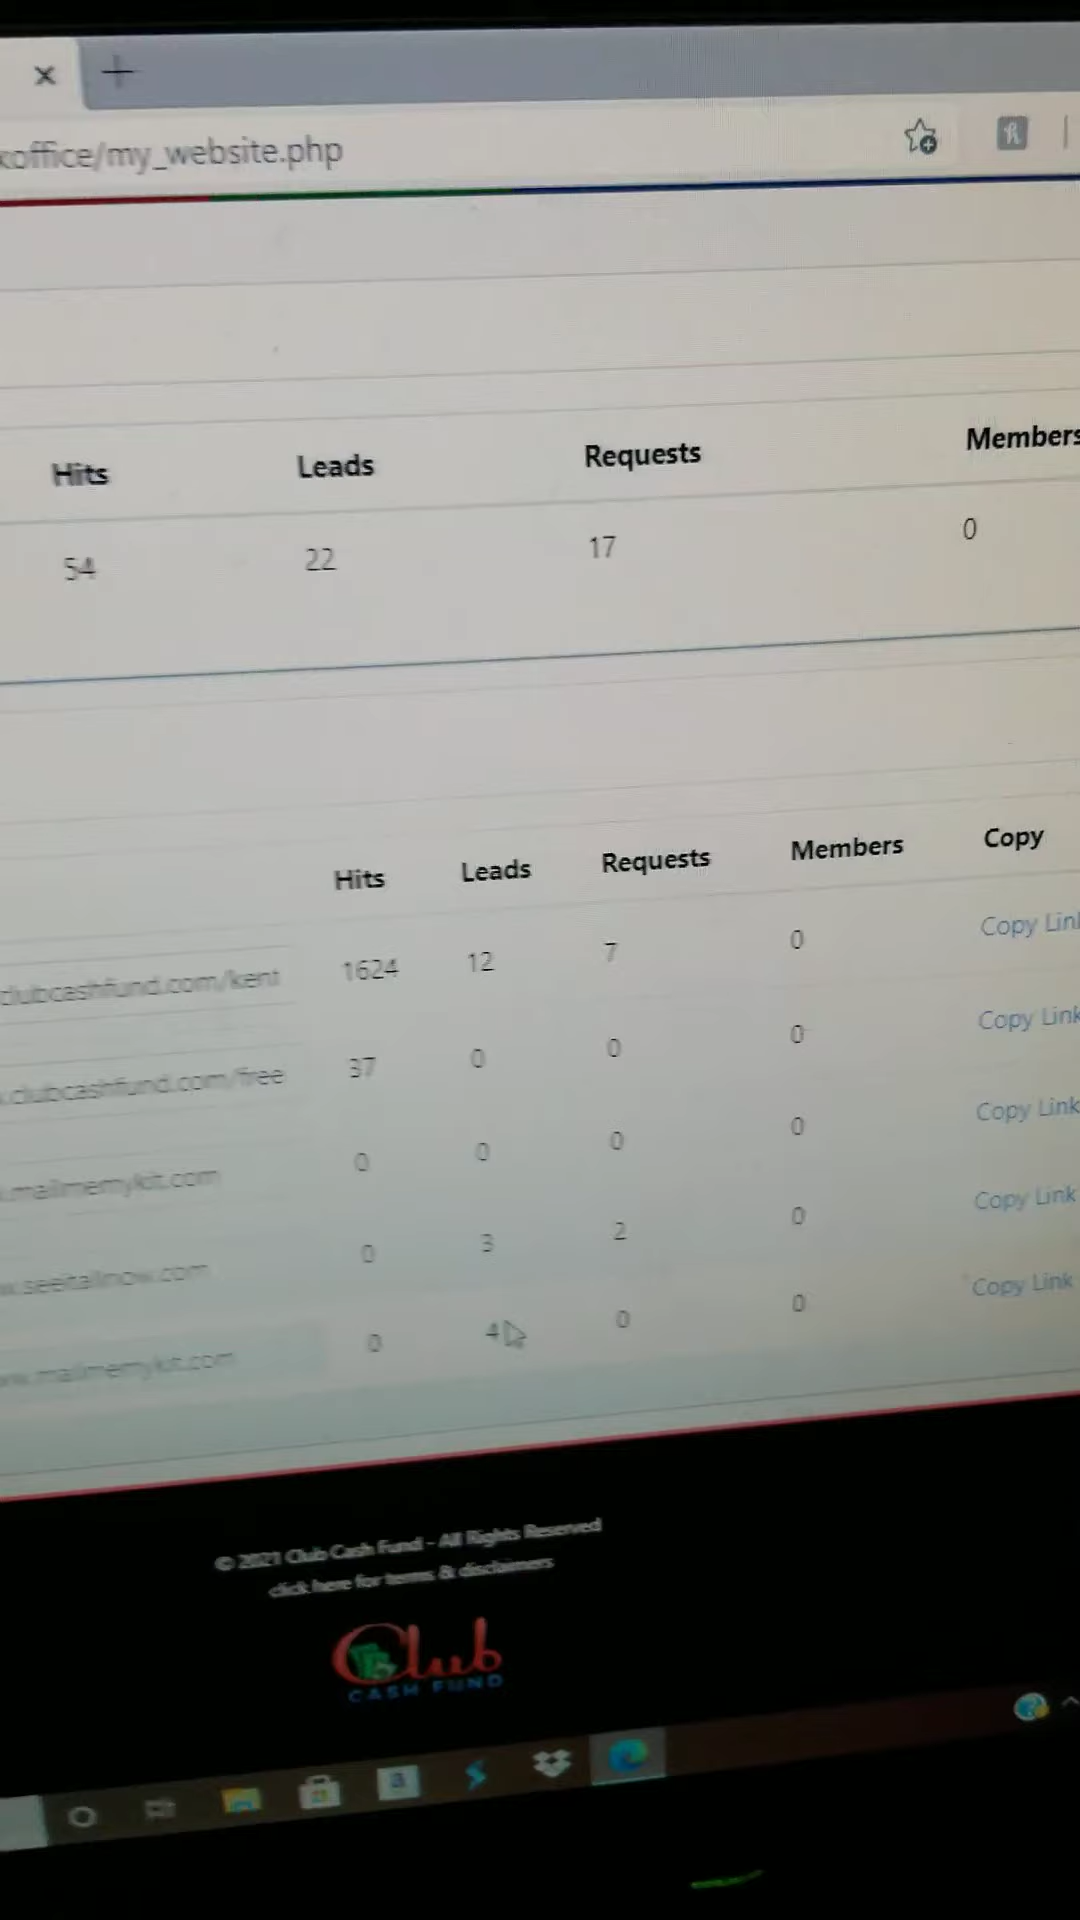 koffice/my_website.php
Hits Leads Requests Members
54 22 17 0
Hits Leads Requests Members Copy
clubcashfund.com/kent 1624 12 7 0 Copy Link
.clubcashfund.com/free 37 0 0 0 Copy Link
.mailmemykit.com 0 0 0 0 Copy Link
w.seeitallnow.com 0 3 2 0 Copy Link
ww.mailmemykit.com 0 4 0 0 Copy Link
© 2021 Club Cash Fund - All Rights Reserved
click here for terms & disclaimers
Club
CASH FUND